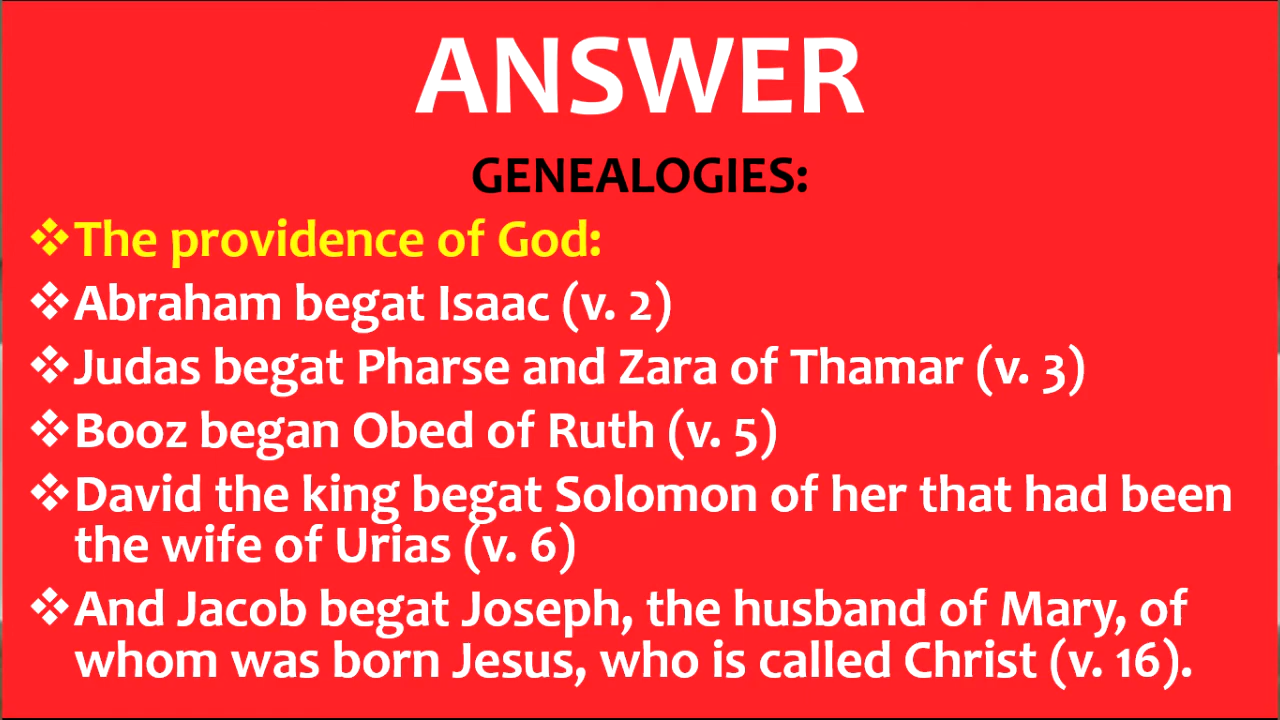 ANSWER
GENEALOGIES:
❖The providence of God:
❖Abraham begat Isaac (v. 2)
❖Judas begat Pharse and Zara of Thamar (v. 3)
❖Booz began Obed of Ruth (v. 5)
❖David the king begat Solomon of her that had been
the wife of Urias (v. 6)
❖And Jacob begat Joseph, the husband of Mary, of
whom was born Jesus, who is called Christ (v. 16).